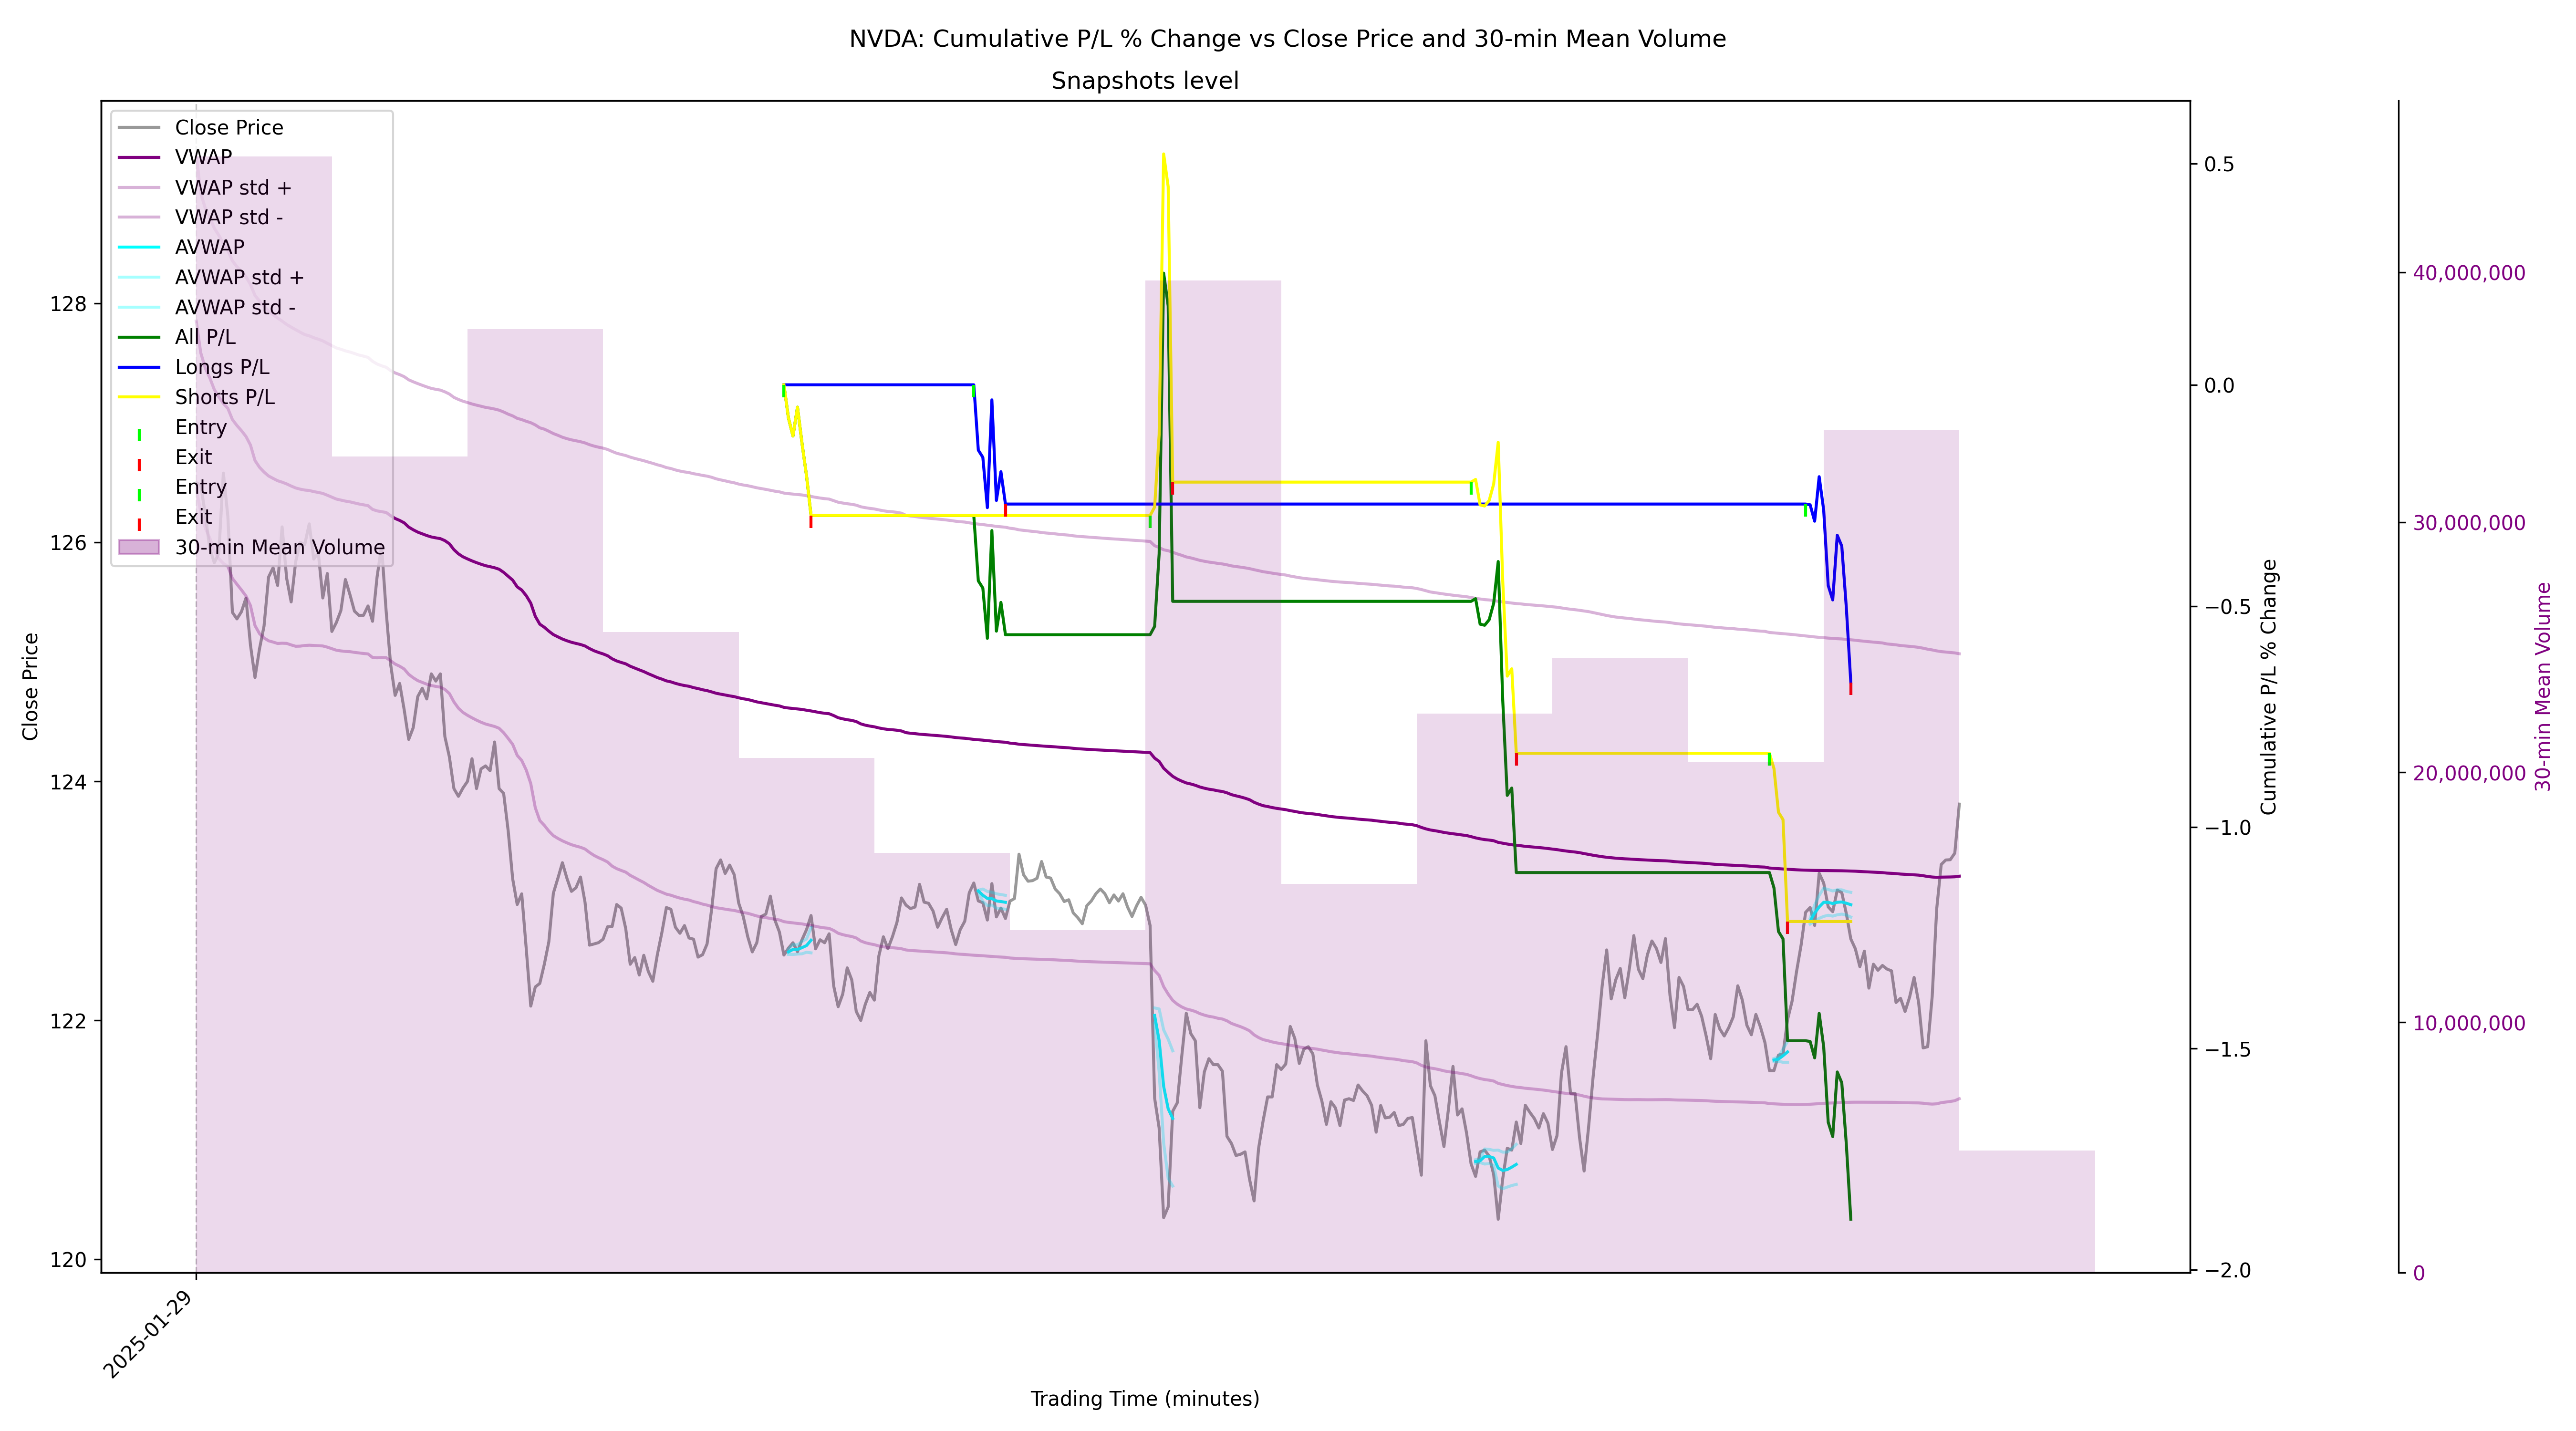 NVDA: Cumulative P/L % Change vs Close Price and 30-min Mean Volume
Snapshots level
Close Price
VWAP
VWAP std +
VWAP std -
AVWAP
AVWAP std +
AVWAP std -
All P/L
Longs P/L
Shorts P/L
Entry
Exit
Entry
Exit
30-min Mean Volume
128
126
124
122
120
Close Price
0.5
0.0
−0.5
−1.0
−1.5
−2.0
Cumulative P/L % Change
40,000,000
30,000,000
20,000,000
10,000,000
0
30-min Mean Volume
2025-01-29
Trading Time (minutes)